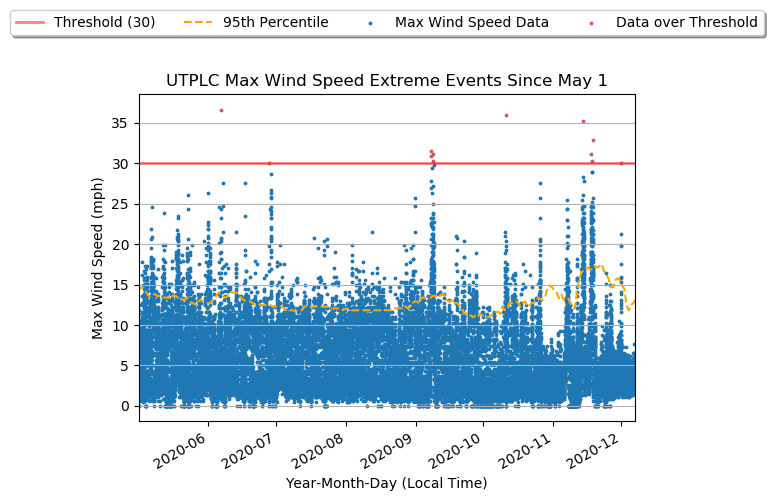 Threshold (30) 95th Percentile Max Wind Speed Data Data over Threshold
UTPLC Max Wind Speed Extreme Events Since May 1
Max Wind Speed (mph)
35
30
25
20
15
10
5
0
2020-06 2020-07 2020-08 2020-09 2020-10 2020-11 2020-12
Year-Month-Day (Local Time)